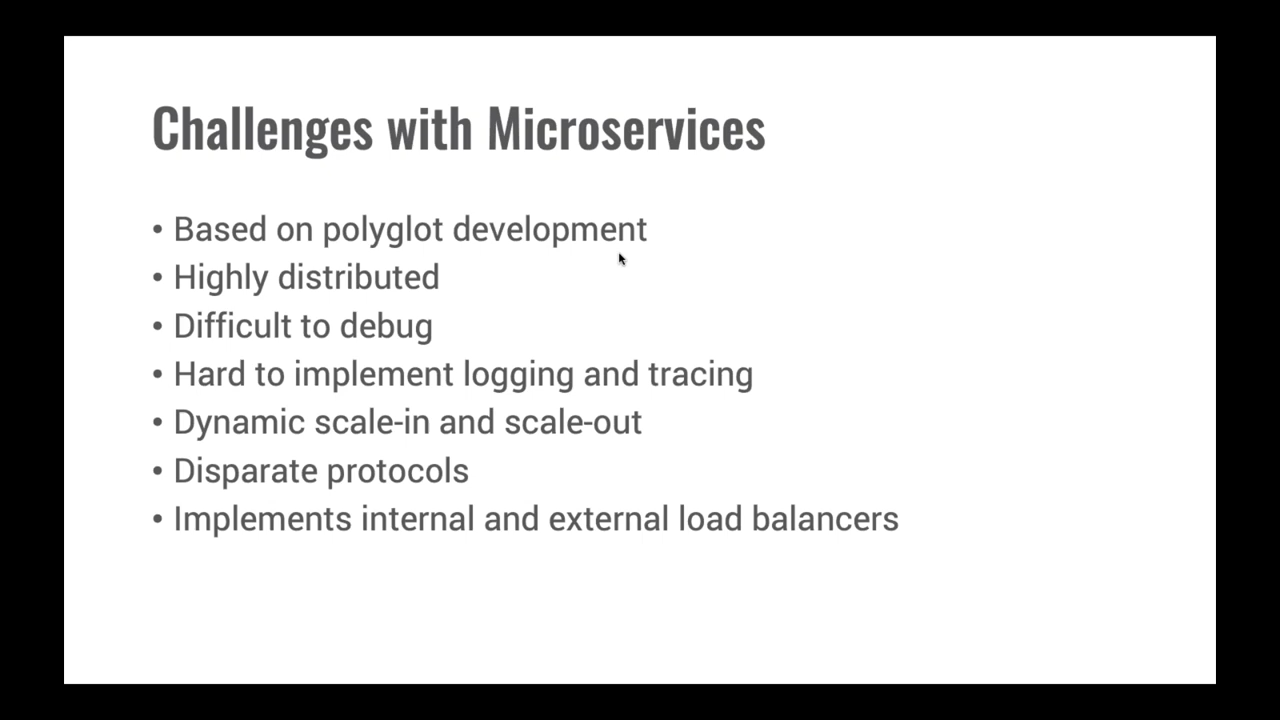 Challenges with Microservices
• Based on polyglot development
• Highly distributed
• Difficult to debug
• Hard to implement logging and tracing
• Dynamic scale-in and scale-out
• Disparate protocols
• Implements internal and external load balancers